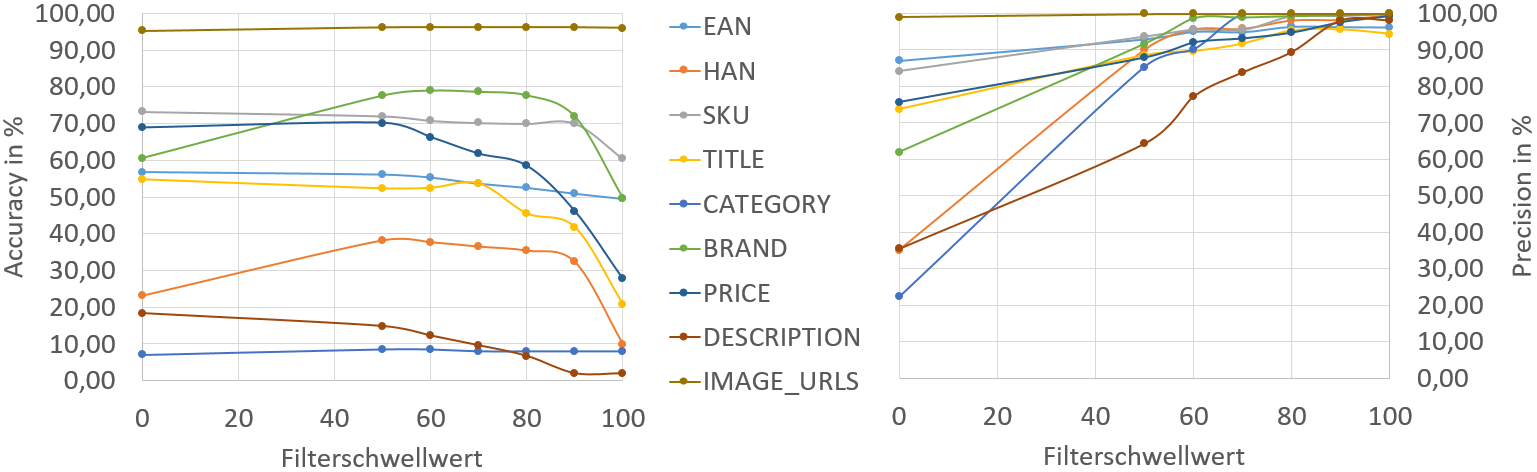 Accuracy in %
100,00
90,00
80,00
70,00
60,00
50,00
40,00
30,00
20,00
10,00
0,00
0 20 40 60 80 100
Filterschwellwert
EAN
HAN
SKU
TITLE
CATEGORY
BRAND
PRICE
DESCRIPTION
IMAGE_URLS
100,00
90,00
80,00
70,00
60,00
50,00
40,00
30,00
20,00
10,00
0,00
Precision in %
0 20 40 60 80 100
Filterschwellwert